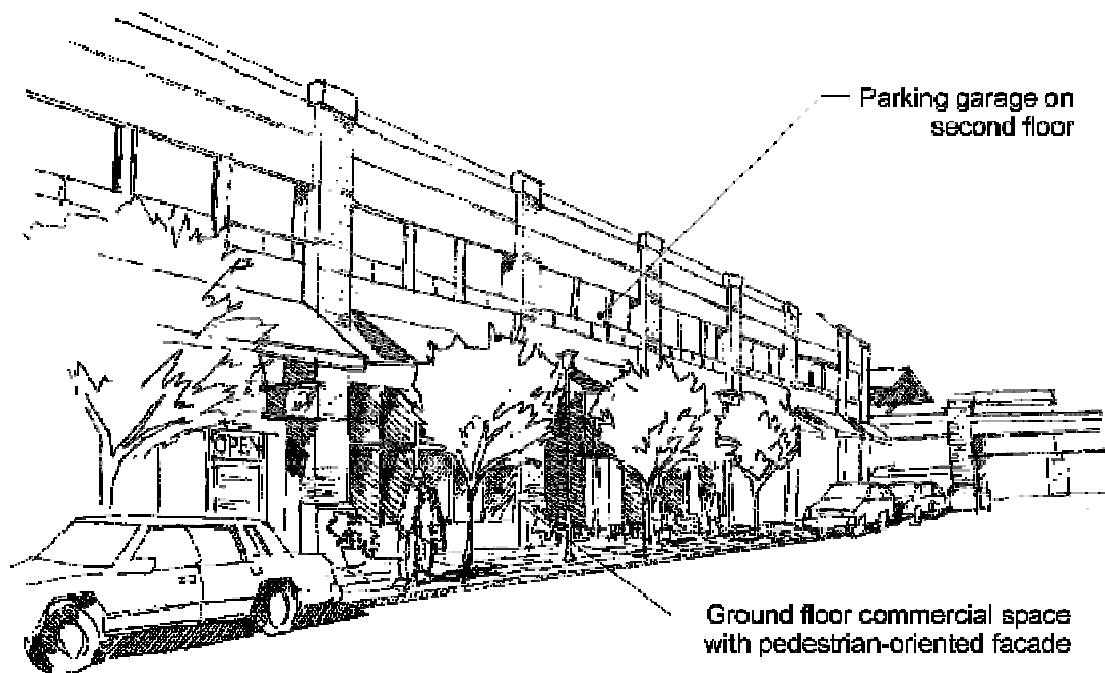 Parking garage on
second floor
OPEN
Ground floor commercial space
with pedestrian-oriented facade